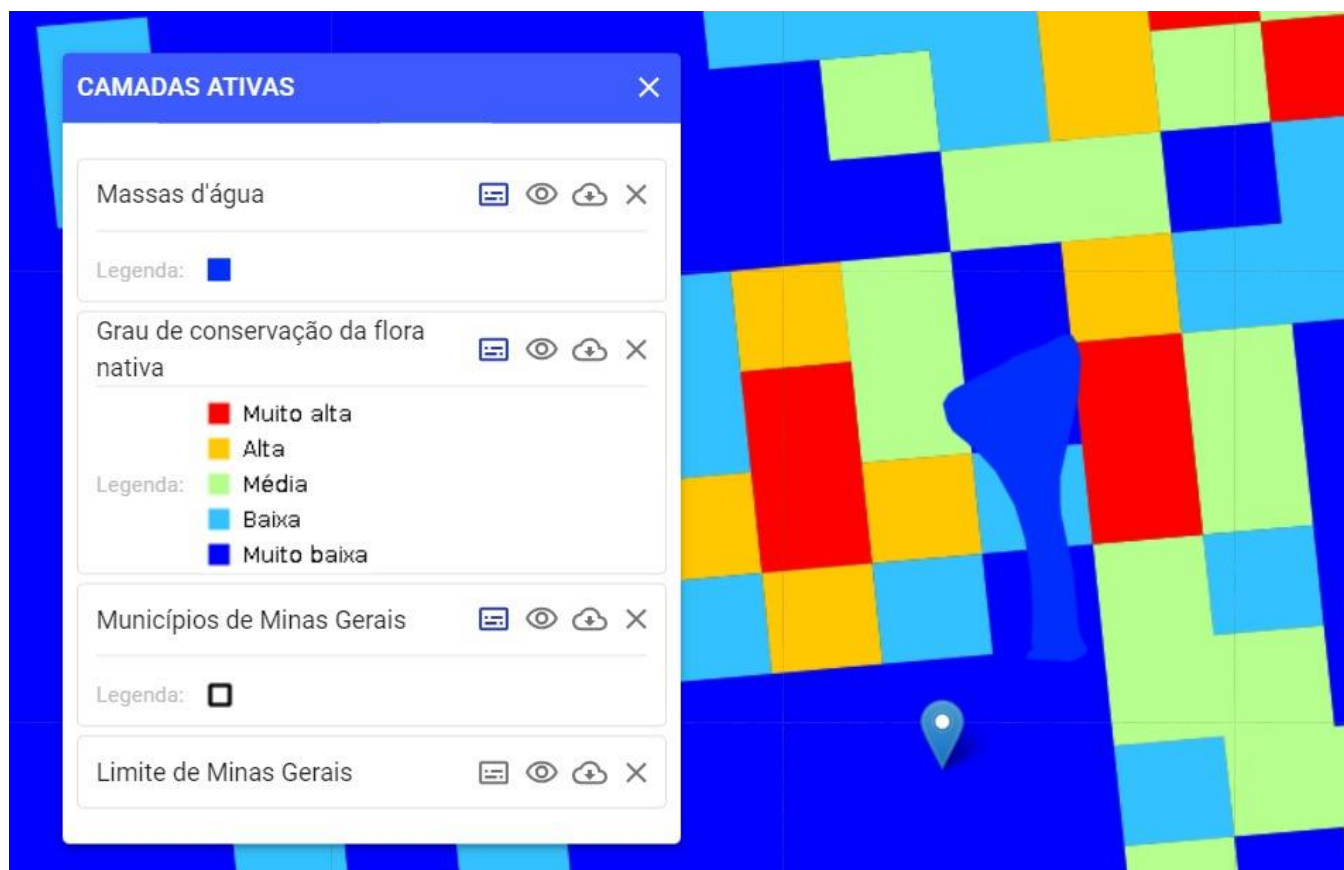 CAMADAS ATIVAS
Massas d'água
Legenda:
Grau de conservação da flora
nativa
Legenda:
Muito alta
Alta
Média
Baixa
Muito baixa
Municípios de Minas Gerais
Legenda:
Limite de Minas Gerais